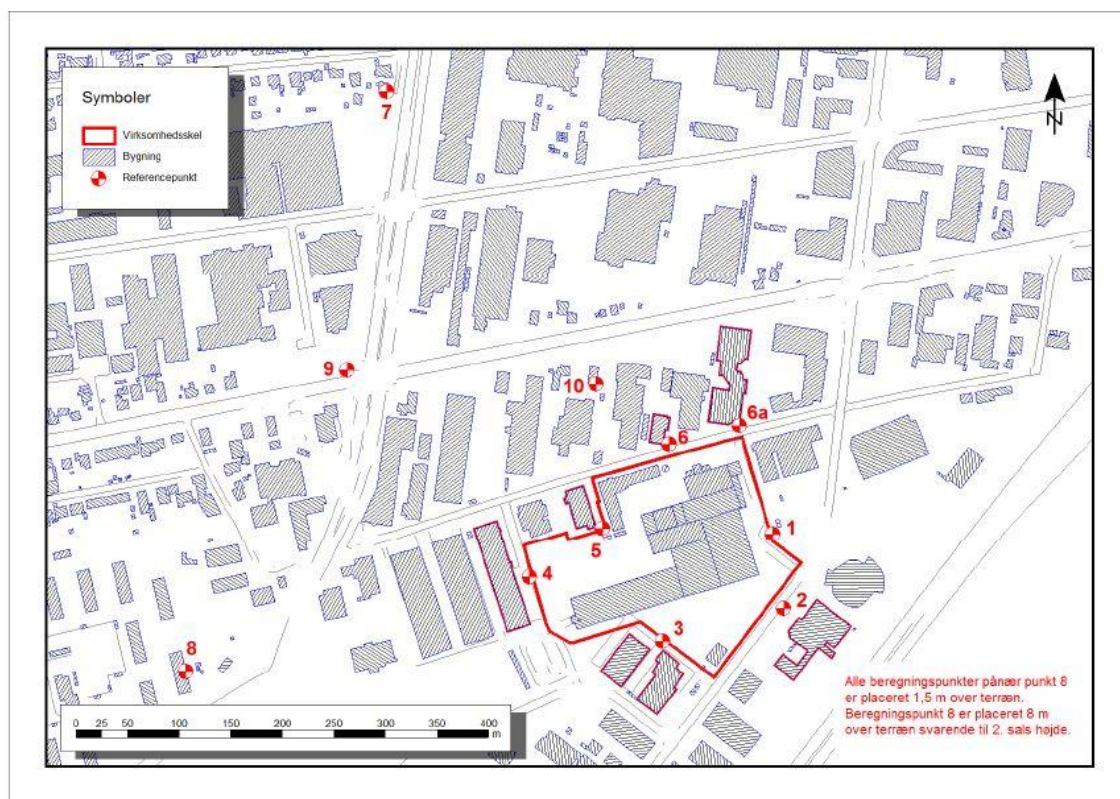 Symboler
Virksomhedsskel
Bygning
Referencepunkt
N
7
9
10
6a
6
1
5
4
2
3
8
Alle beregningspunkter pånær punkt 8
er placeret 1,5 m over terræn.
Beregningspunkt 8 er placeret 8 m
over terræn svarende til 2. sals højde.
0 25 50 100 150 200 250 300 350 400
m